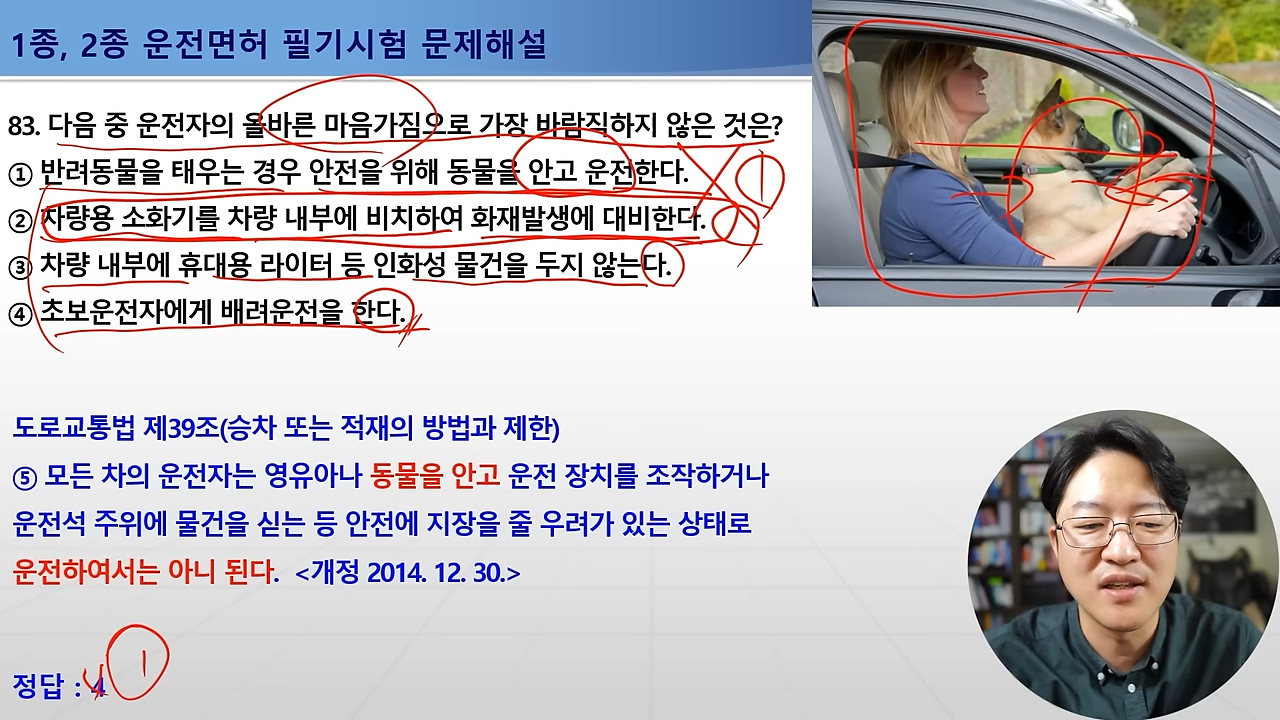 1종, 2종 운전면허 필기시험 문제해설
83. 다음 중 운전자의 올바른 마음가짐으로 가장 바람직하지 않은 것은?
① 반려동물을 태우는 경우 안전을 위해 동물을 안고 운전한다.
② 차량용 소화기를 차량 내부에 비치하여 화재발생에 대비한다.
③ 차량 내부에 휴대용 라이터 등 인화성 물건을 두지 않는다.
④ 초보운전자에게 배려운전을 한다.
도로교통법 제39조(승차 또는 적재의 방법과 제한)
⑤ 모든 차의 운전자는 영유아나 동물을 안고 운전 장치를 조작하거나
운전석 주위에 물건을 싣는 등 안전에 지장을 줄 우려가 있는 상태로
운전하여서는 아니 된다. <개정 2014. 12. 30.>
정답 : 4
1
1